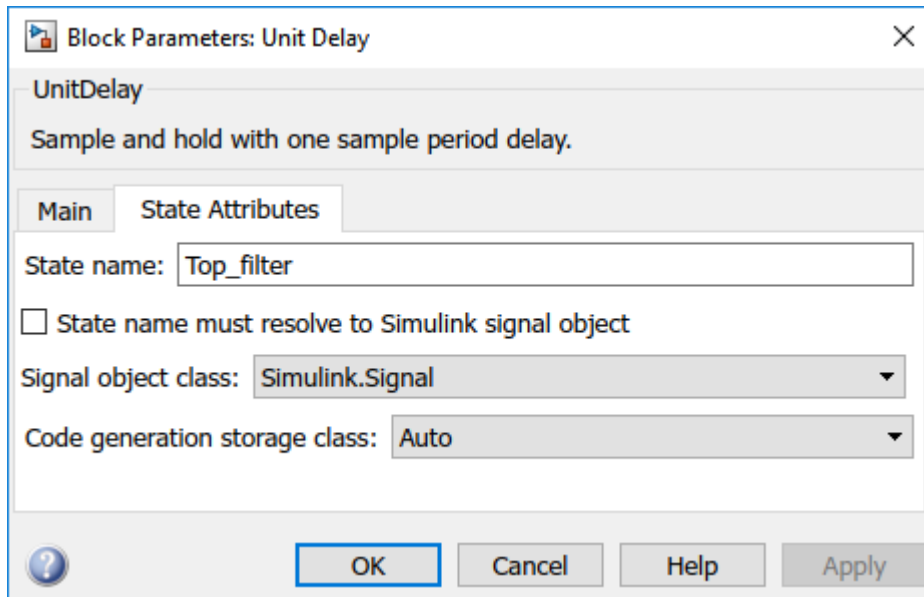 Block Parameters: Unit Delay
UnitDelay
Sample and hold with one sample period delay.
Main State Attributes
State name: Top_filter
State name must resolve to Simulink signal object
Signal object class: Simulink.Signal
Code generation storage class: Auto
? OK Cancel Help Apply